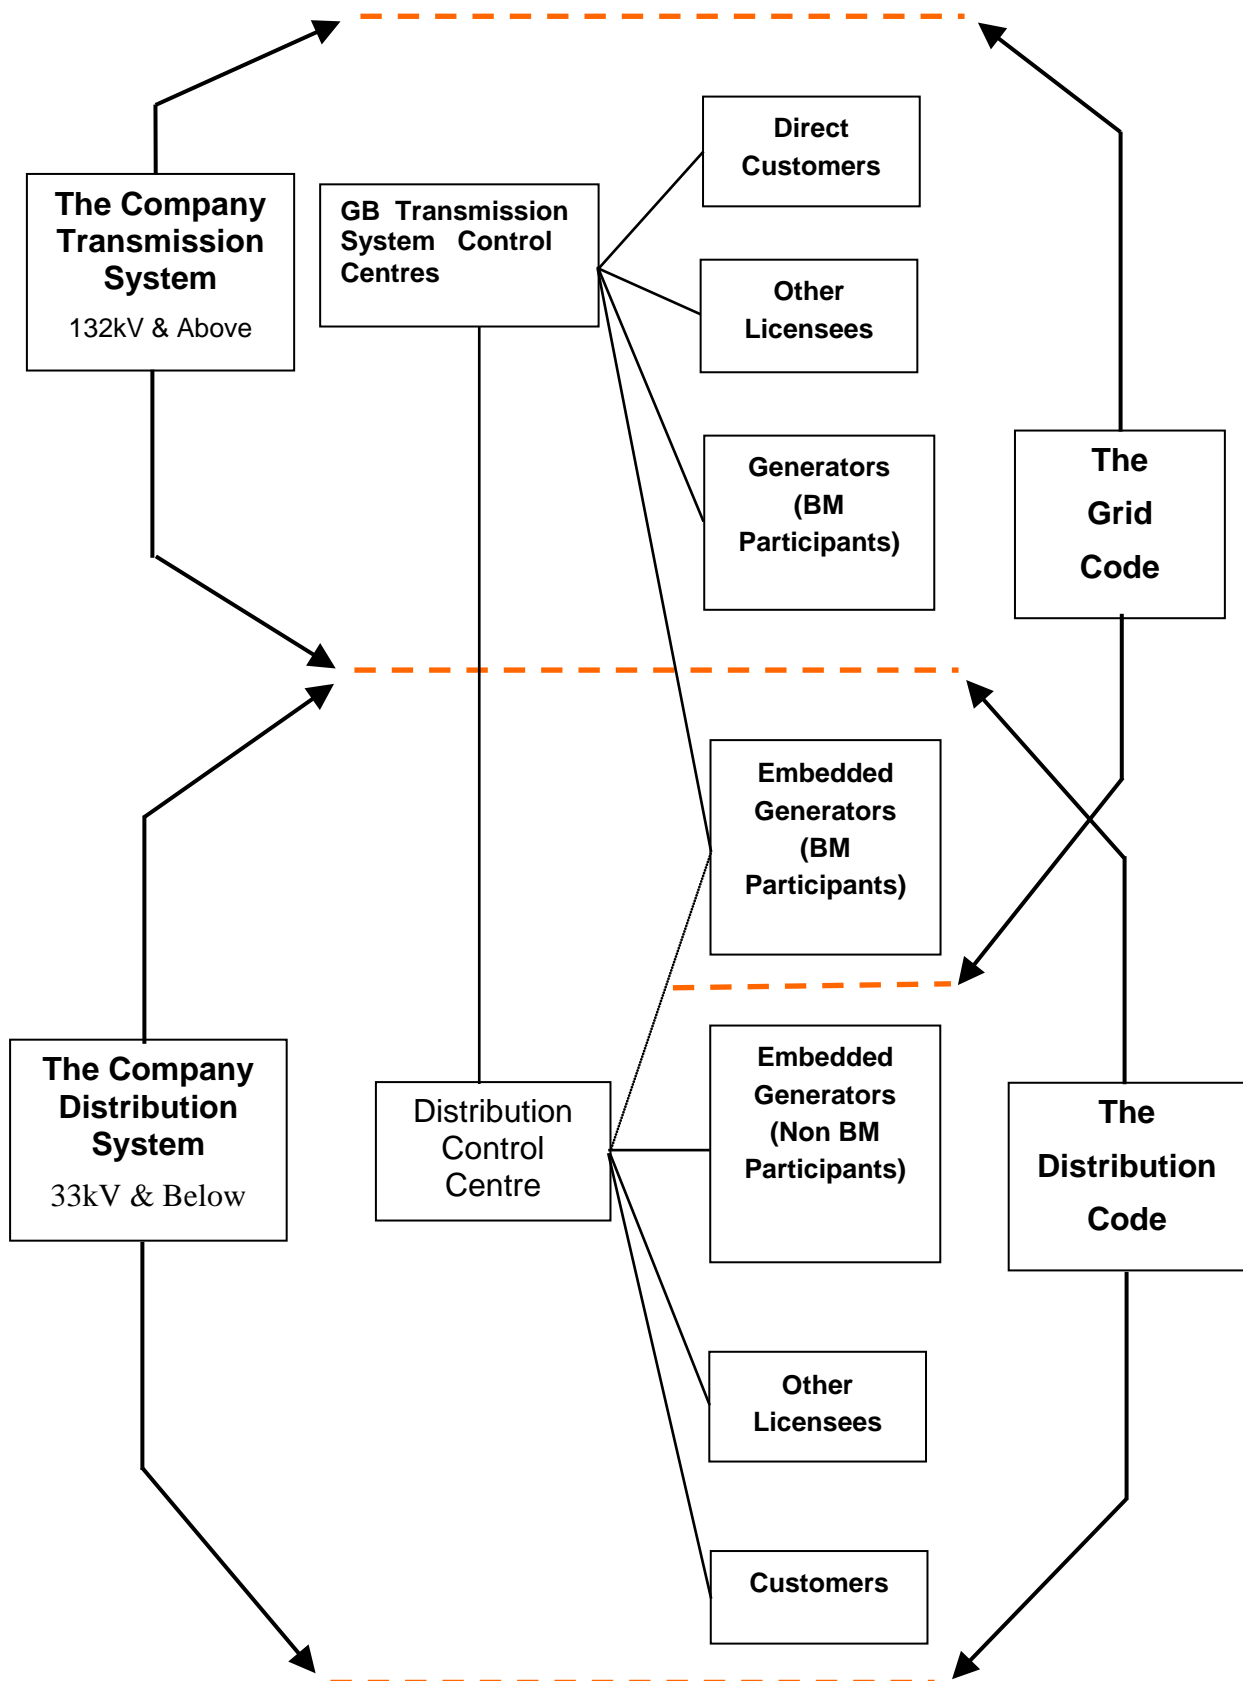 Direct
Customers
The Company
Transmission
System
132kV & Above
GB Transmission
System Control
Centres
Other
Licensees
Generators
(BM
Participants)
The
Grid
Code
Embedded
Generators
(BM
Participants)
The Company
Distribution
System
33kV & Below
Distribution
Control
Centre
Embedded
Generators
(Non BM
Participants)
The
Distribution
Code
Other
Licensees
Customers